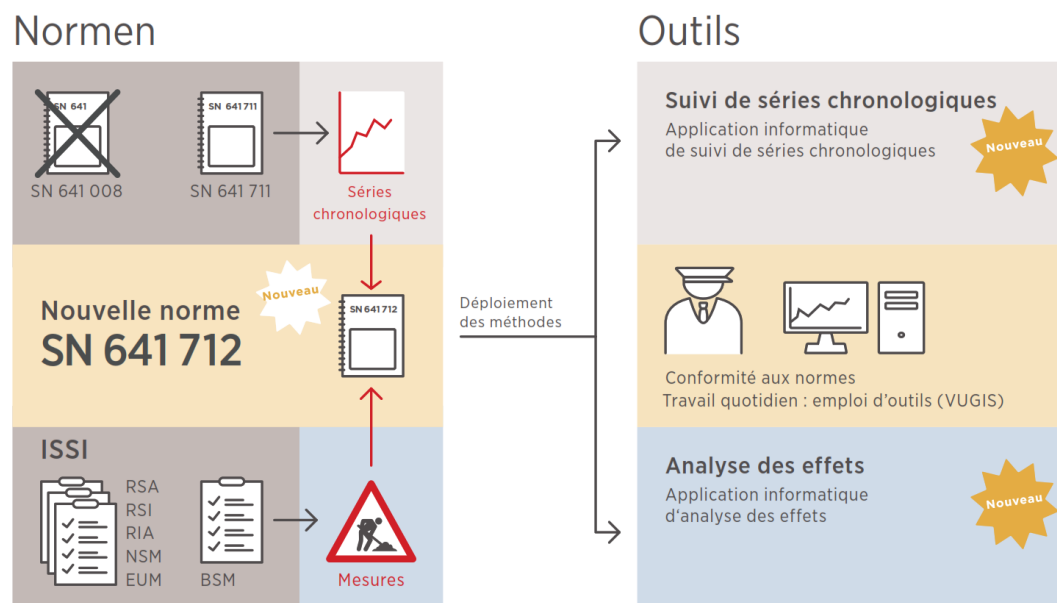 Normen
Outils
SN 641
SN 641 711
SN 641 008
SN 641 711
Séries
chronologiques
Nouvelle norme
SN 641 712
Nouveau
SN 641 712
Déploiement
des méthodes
ISSI
RSA
RSI
RIA
NSM
EUM
BSM
Mesures
Suivi de séries chronologiques
Application informatique
de suivi de séries chronologiques
Nouveau
Conformité aux normes
Travail quotidien : emploi d’outils (VUGIS)
Analyse des effets
Application informatique
d‘analyse des effets
Nouveau